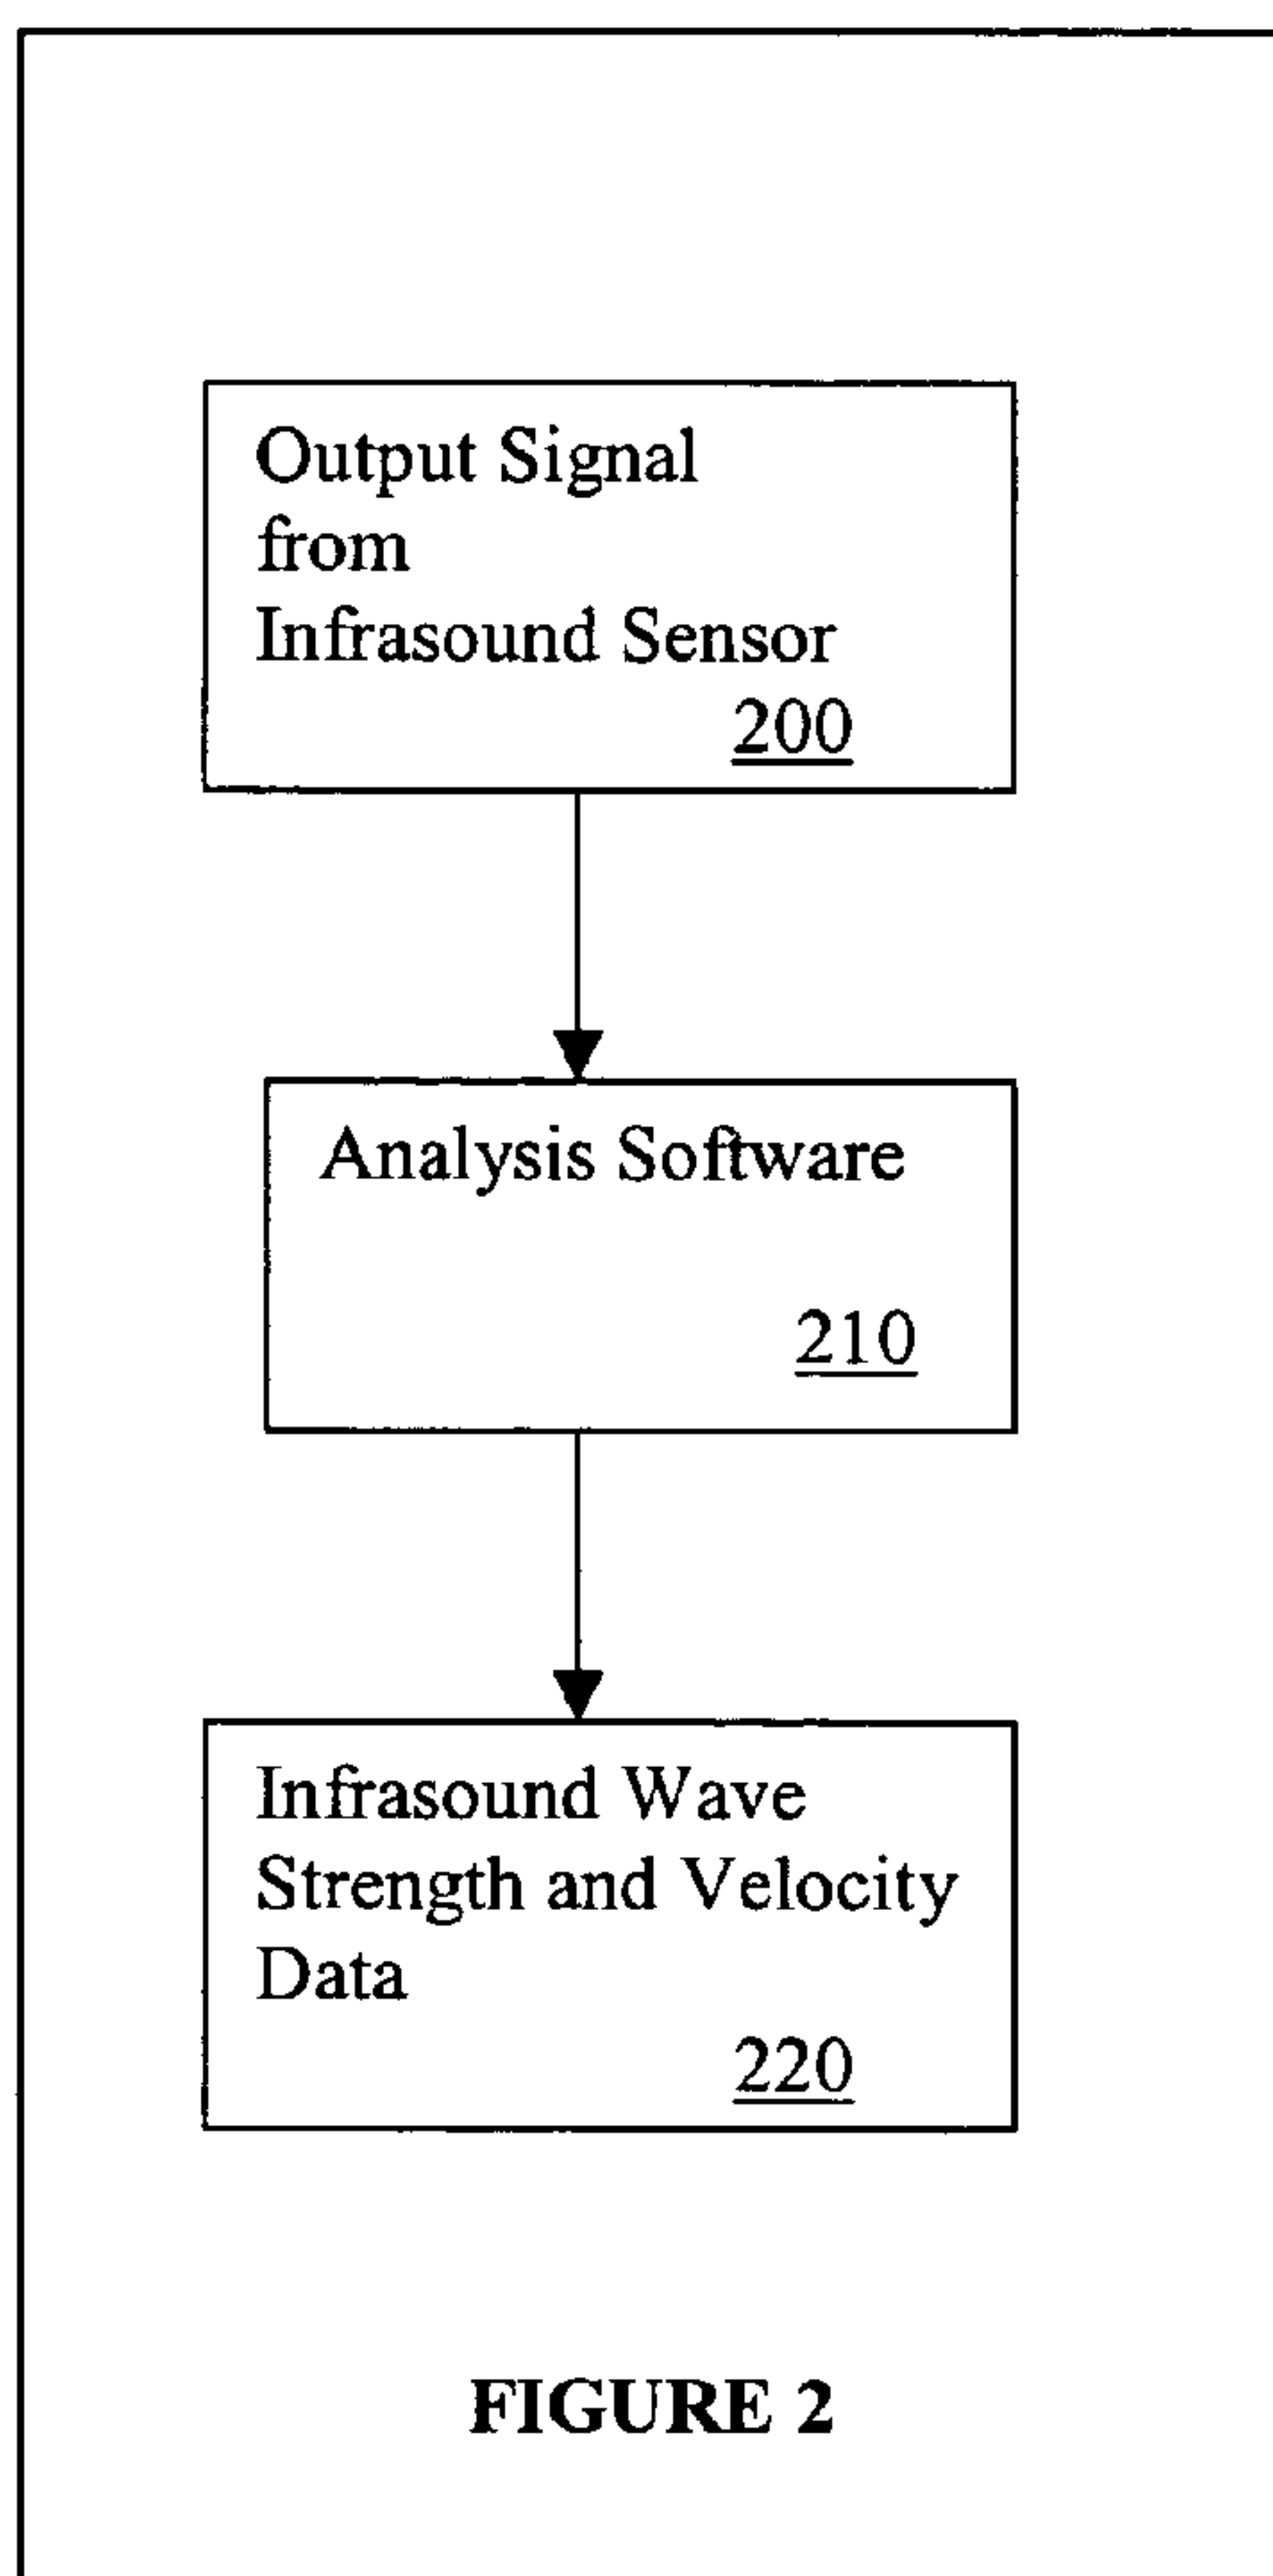 Output Signal
from
Infrasound Sensor
200
Analysis Software
210
Infrasound Wave
Strength and Velocity
Data
220
FIGURE 2